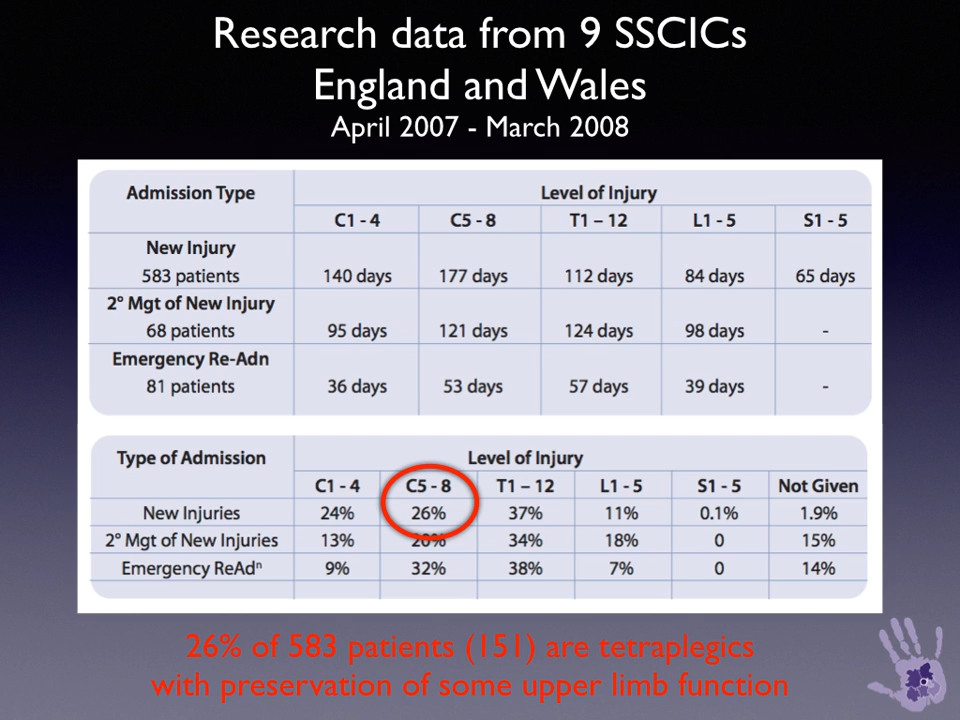 Research data from 9 SSCICs
England and Wales
April 2007 - March 2008
Admission Type Level of Injury
C1 - 4 C5 - 8 T1 – 12 L1 - 5 S1 - 5
New Injury
583 patients 140 days 177 days 112 days 84 days 65 days
2° Mgt of New Injury
68 patients 95 days 121 days 124 days 98 days -
Emergency Re-Adn
81 patients 36 days 53 days 57 days 39 days -
Type of Admission Level of Injury
C1 - 4 C5 - 8 T1 – 12 L1 - 5 S1 - 5 Not Given
New Injuries 24% 26% 37% 11% 0.1% 1.9%
2° Mgt of New Injuries 13% 20% 34% 18% 0 15%
Emergency ReAdⁿ 9% 32% 38% 7% 0 14%
26% of 583 patients (151) are tetraplegics
with preservation of some upper limb function